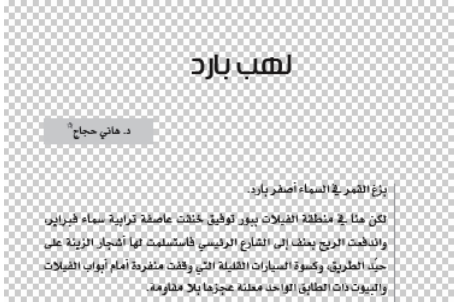 لهب بارد
د. هاني حجاج
بزغ القمر في السماء أصفر بارد.
لكن هنا في منطقة الفيلات ببور توفيق خنقت عاصفة ترابية سماء فبراير،
واندفعت الريح بعنف إلى الشارع الرئيسي فاستسلمت لها أشجار الزينة على
جيّد الطريق، وكسوة السيارات القليلة التي وقفت منفردة أمام أبواب الفيلات
والبيوت ذات الطابق الواحد معلنة عجزها بلا مقاومة.